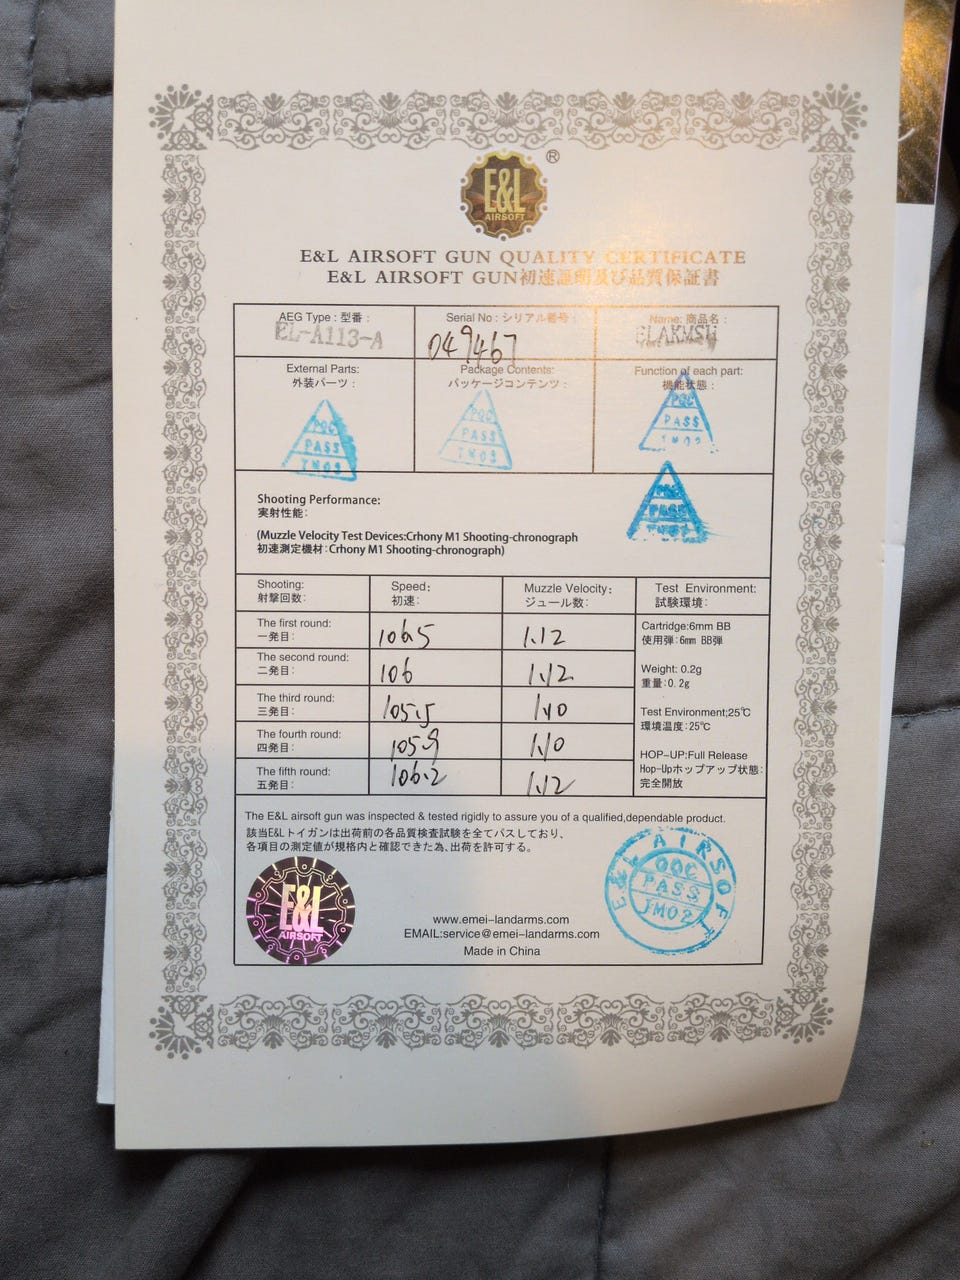 E&L
AIRSOFT
®
E&L AIRSOFT GUN QUALITY CERTIFICATE
E&L AIRSOFT GUN初速証明及び品質保証書
AEG Type : 型番 :
EL-A113-A
Serial No : シリアル番号 :
049467
Name: 商品名 :
ELAKMSU
External Parts:
外装パーツ :
PQC
PASS
Package Contents:
パッケージコンテンツ :
PQC
PASS
Function of each part:
機能状態 :
PQC
PASS
Shooting Performance:
実射性能:
(Muzzle Velocity Test Devices:Crhony M1 Shooting-chronograph
初速測定機材:Crhony M1 Shooting-chronograph)
PASS
Shooting:
射撃回数:
Speed:
初速:
Muzzle Velocity:
ジュール数:
Test Environment:
試験環境:
The first round:
一発目:
106.5
1.12
The second round:
二発目:
106
1.12
The third round:
三発目:
105.5
1.10
The fourth round:
四発目:
105.9
1.10
The fifth round:
五発目:
106.2
1.12
Cartridge:6mm BB
使用弾:6mm BB弾
Weight: 0.2g
重量:0.2g
Test Environment;25℃
環境温度:25℃
HOP-UP:Full Release
Hop-Upホップアップ状態:
完全開放
The E&L airsoft gun was inspected & tested rigidly to assure you of a qualified,dependable product.
該当E&Lトイガンは出荷前の各品質検査試験を全てパスしており、
各項目の測定値が規格内と確認できた為、出荷を許可する。
E&L
AIRSOFT
www.emei-landarms.com
EMAIL:service@emei-landarms.com
Made in China
E&L AIRSOFT
QQC
PASS
JM02